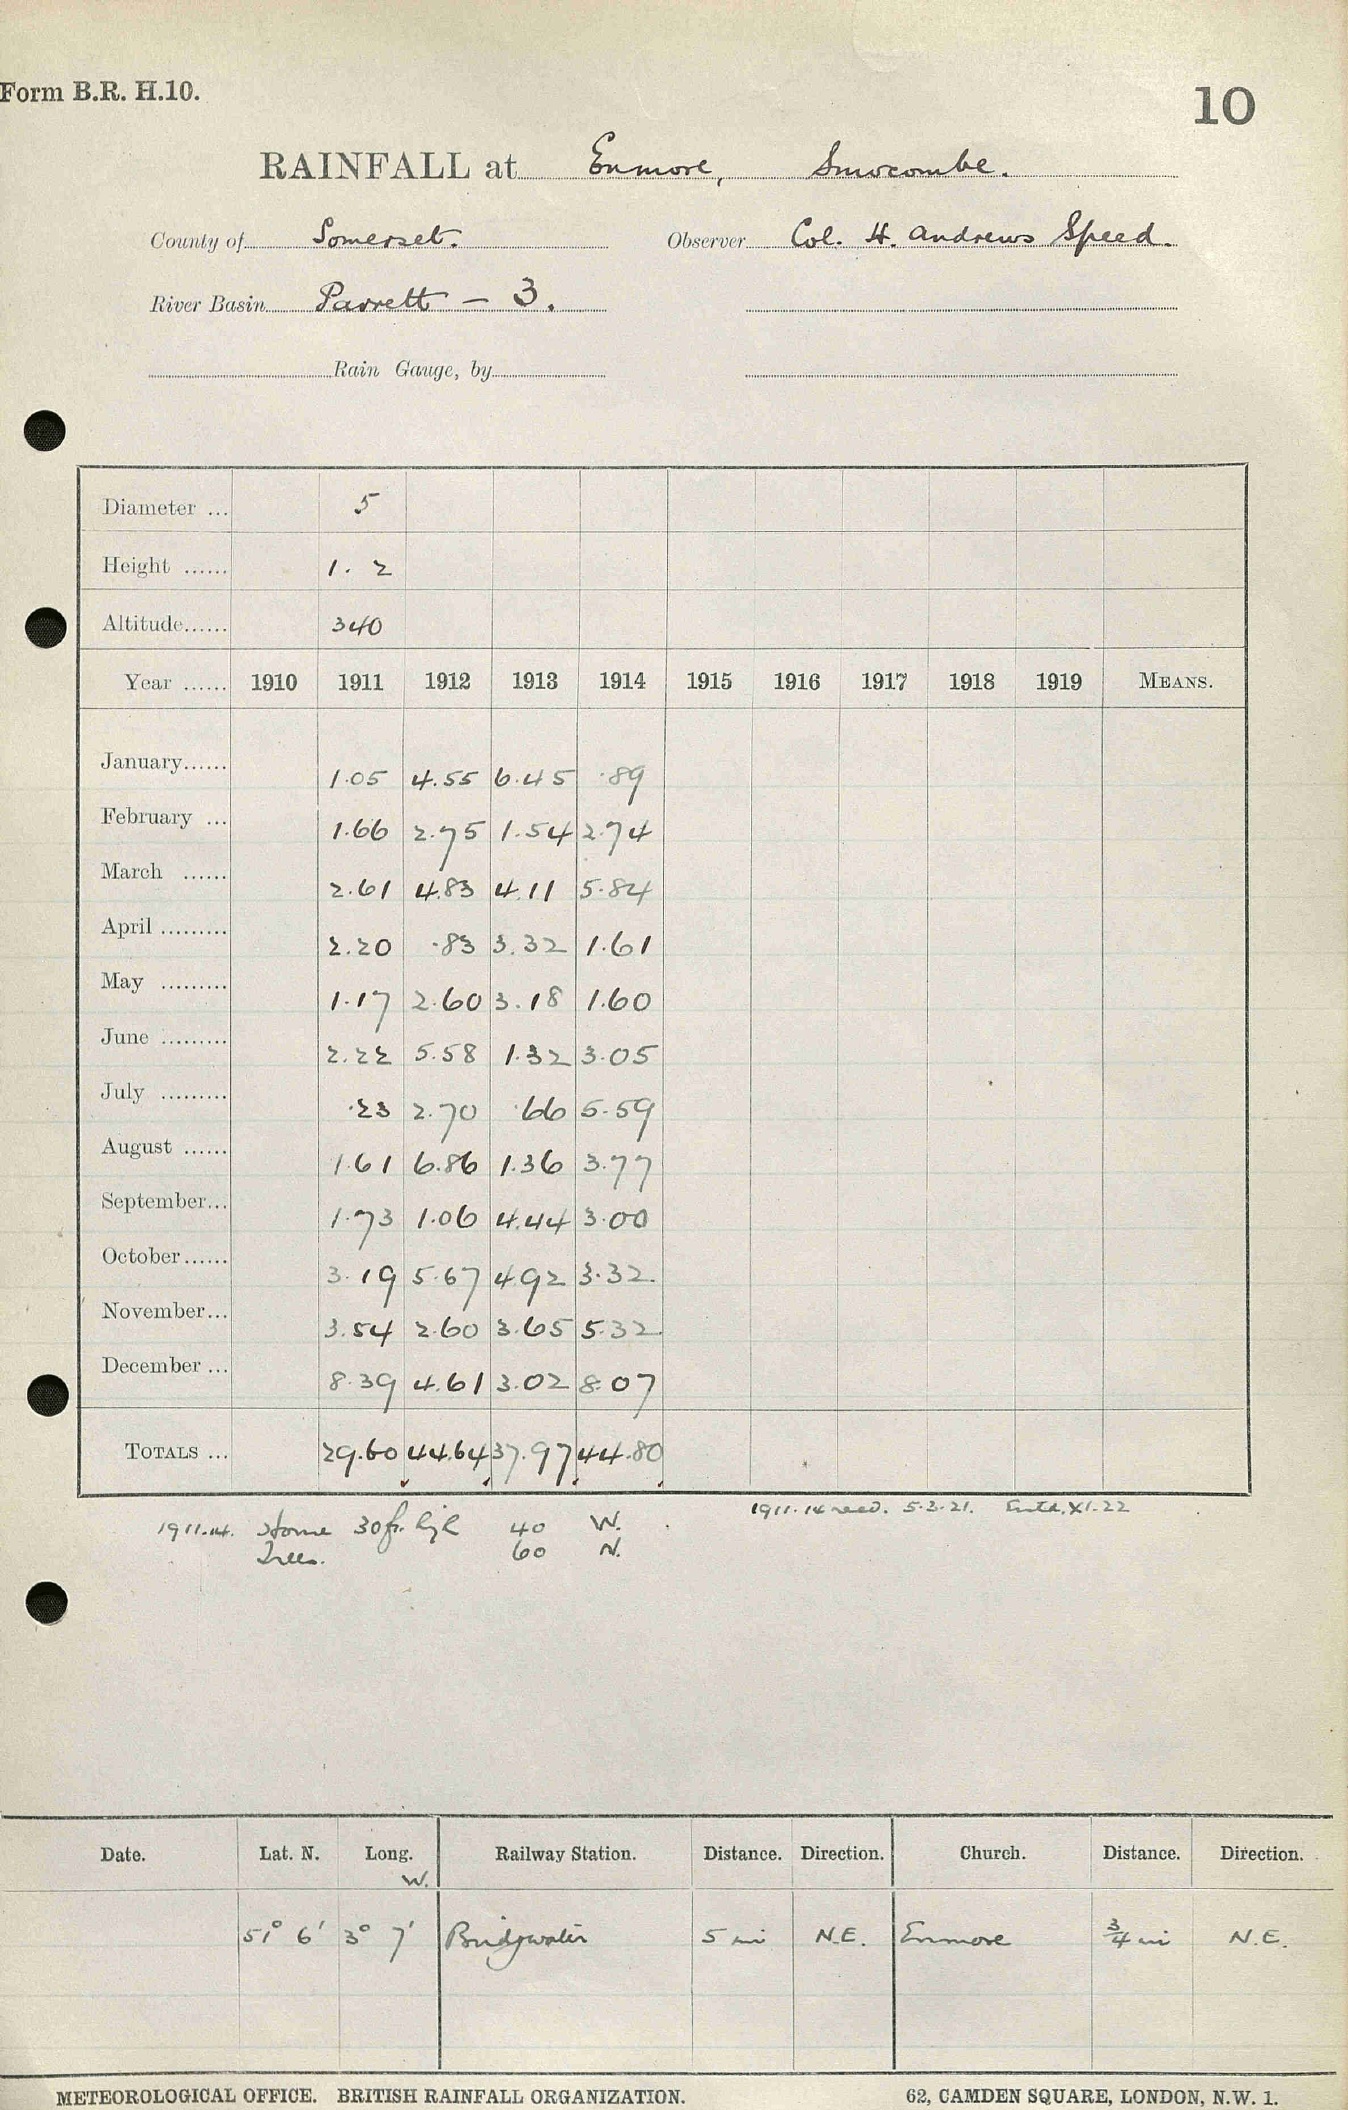 Form B.R. H.10.
10
RAINFALL at Enmore, Smocombe.
County of Somerset. Observer Col. H. Andrews Speed.
River Basin Parrett — 3.
Rain Gauge, by
Diameter ... 5
Height ...... 1. 2
Altitude...... 340
Year ...... 1910 1911 1912 1913 1914 1915 1916 1917 1918 1919 MEANS.
January...... 1.05 4.55 6.45 .89
February ... 1.66 2.75 1.54 2.74
March ...... 2.61 4.83 4.11 5.84
April ......... 2.20 .83 3.32 1.61
May ......... 1.17 2.60 3.18 1.60
June ......... 2.22 5.58 1.32 3.05
July ......... .23 2.70 .66 5.59
August ...... 1.61 6.86 1.36 3.77
September... 1.73 1.06 4.44 3.00
October...... 3.19 5.67 4.92 3.32
November... 3.54 2.60 3.65 5.32
December ... 8.39 4.61 3.02 8.07
TOTALS ... 29.60 44.64 37.97 44.80
1911-14 recd. 5.2.21. Entd. XI.22
1911-14. House 30ft. high 40 W.
Trees. 60 N.
Date. Lat. N. Long. W. Railway Station. Distance. Direction. Church. Distance. Direction.
51° 6' 3° 7' Bridgwater 5 mi N.E. Enmore 3/4 mi N.E.
METEOROLOGICAL OFFICE. BRITISH RAINFALL ORGANIZATION. 62, CAMDEN SQUARE, LONDON, N.W. 1.